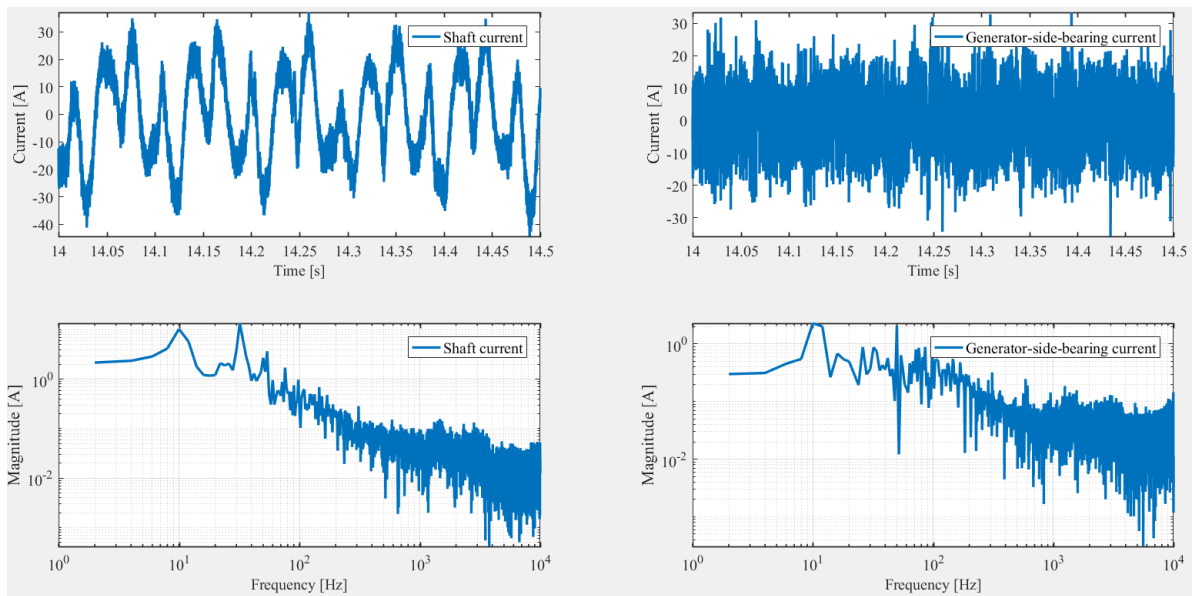 Shaft current
30
20
10
0
-10
-20
-30
-40
Current [A]
14 14.05 14.1 14.15 14.2 14.25 14.3 14.35 14.4 14.45 14.5
Time [s]
Generator-side-bearing current
30
20
10
0
-10
-20
-30
Current [A]
14 14.05 14.1 14.15 14.2 14.25 14.3 14.35 14.4 14.45 14.5
Time [s]
Shaft current
10^0
10^-2
Magnitude [A]
10^0 10^1 10^2 10^3 10^4
Frequency [Hz]
Generator-side-bearing current
10^0
10^-2
Magnitude [A]
10^0 10^1 10^2 10^3 10^4
Frequency [Hz]